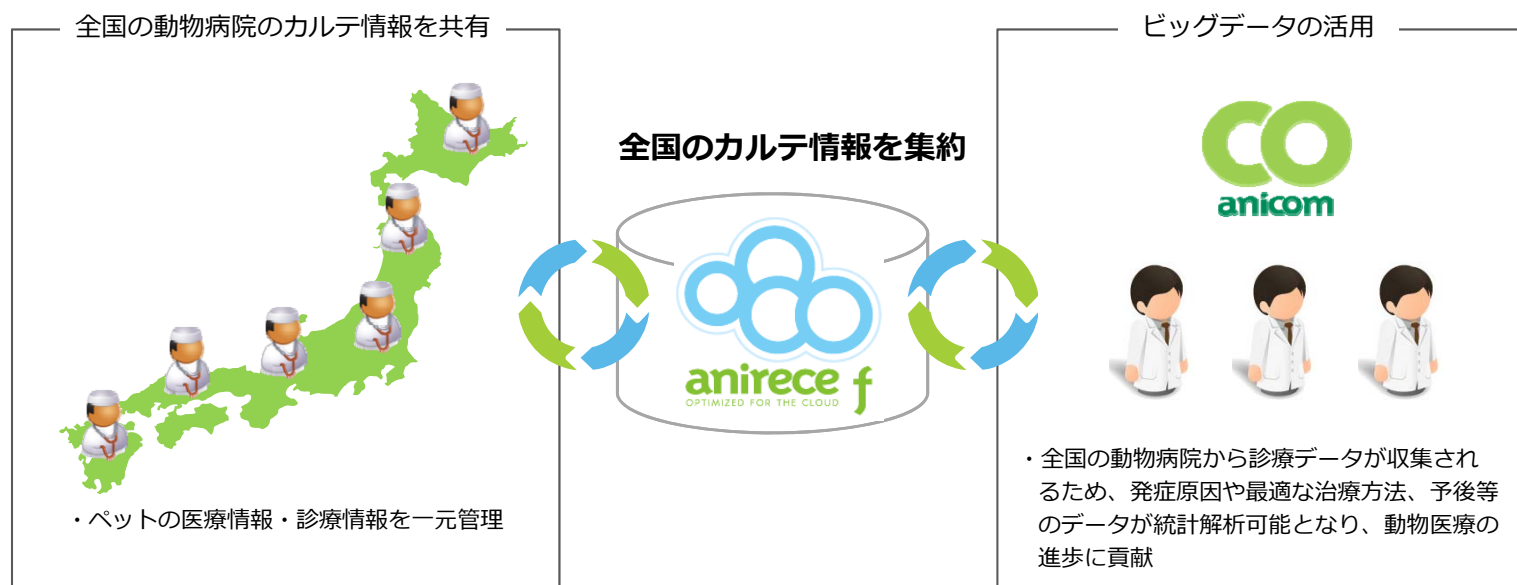 全国の動物病院のカルテ情報を共有
・ペットの医療情報・診療情報を一元管理
全国のカルテ情報を集約
anirece f
OPTIMIZED FOR THE CLOUD
ビッグデータの活用
CO
anicom
・全国の動物病院から診療データが収集され
るため、発症原因や最適な治療方法、予後等
のデータが統計解析可能となり、動物医療の
進歩に貢献